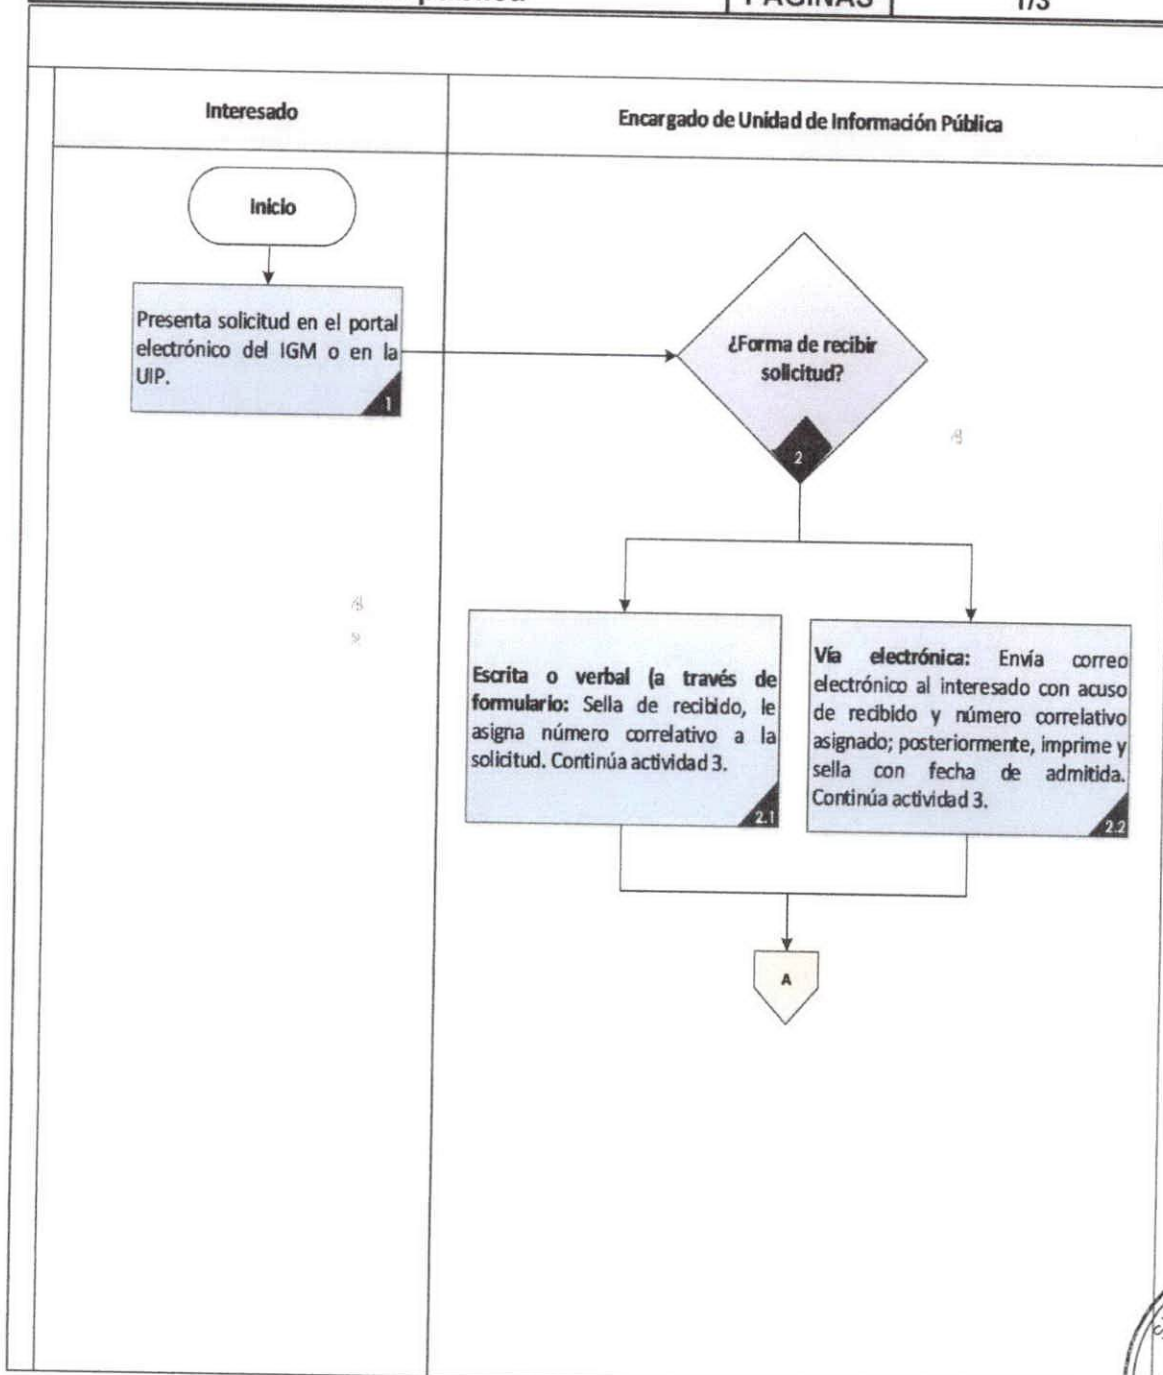 PÁGINAS
1/3
Interesado
Encargado de Unidad de Información Pública
Inicio
Presenta solicitud en el portal
electrónico del IGM o en la
UIP.
1
¿Forma de recibir
solicitud?
2
Escrita o verbal (a través de
formulario: Sella de recibido, le
asigna número correlativo a la
solicitud. Continúa actividad 3.
2.1
Vía electrónica: Envía correo
electrónico al interesado con acuso
de recibido y número correlativo
asignado; posteriormente, imprime y
sella con fecha de admitida.
Continúa actividad 3.
2.2
A